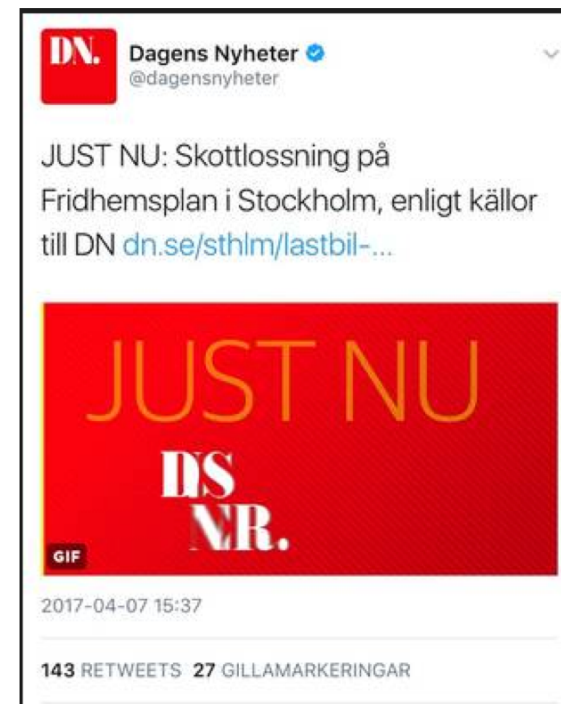 DN.
Dagens Nyheter
@dagensnyheter
JUST NU: Skottlossning på
Fridhemsplan i Stockholm, enligt källor
till DN dn.se/sthlm/lastbil-...
JUST NU
GIF
2017-04-07 15:37
143 RETWEETS 27 GILLAMARKERINGAR